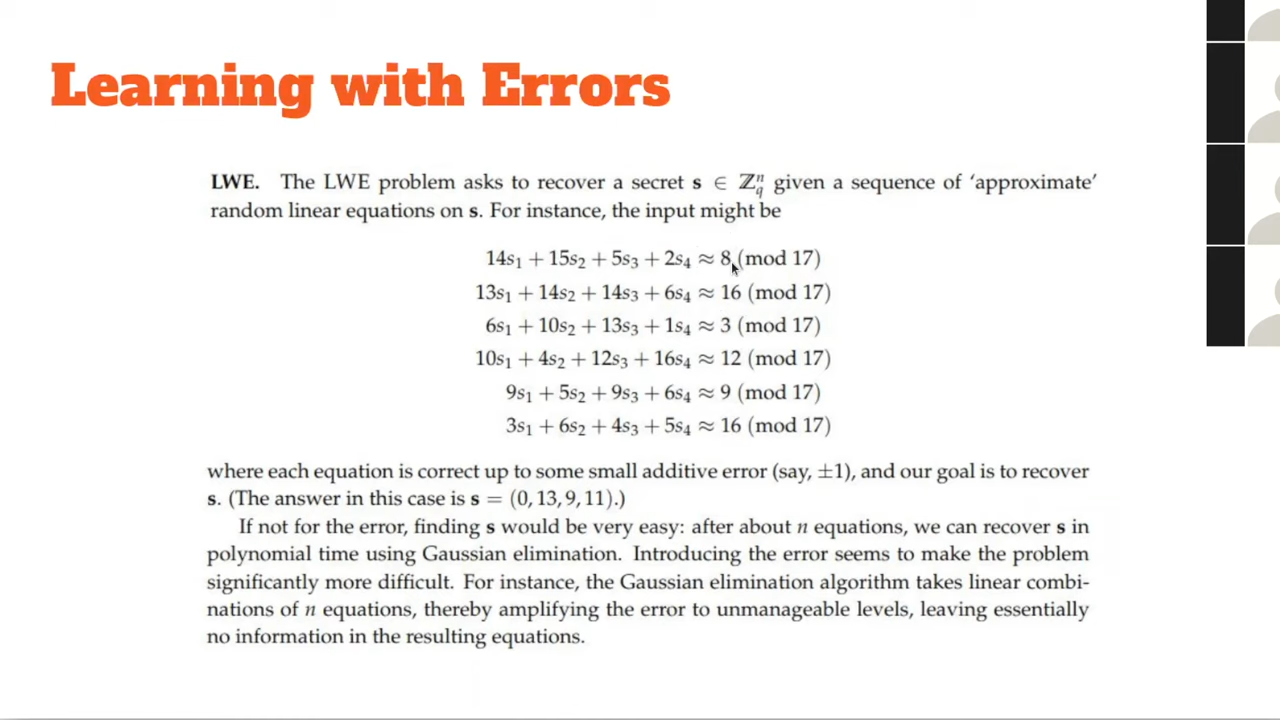 Learning with Errors
LWE. The LWE problem asks to recover a secret s ∈ ℤ_q^n given a sequence of ‘approximate’
random linear equations on s. For instance, the input might be
14s₁ + 15s₂ + 5s₃ + 2s₄ ≈ 8 (mod 17)
13s₁ + 14s₂ + 14s₃ + 6s₄ ≈ 16 (mod 17)
6s₁ + 10s₂ + 13s₃ + 1s₄ ≈ 3 (mod 17)
10s₁ + 4s₂ + 12s₃ + 16s₄ ≈ 12 (mod 17)
9s₁ + 5s₂ + 9s₃ + 6s₄ ≈ 9 (mod 17)
3s₁ + 6s₂ + 4s₃ + 5s₄ ≈ 16 (mod 17)
where each equation is correct up to some small additive error (say, ±1), and our goal is to recover
s. (The answer in this case is s = (0, 13, 9, 11).)
If not for the error, finding s would be very easy: after about n equations, we can recover s in
polynomial time using Gaussian elimination. Introducing the error seems to make the problem
significantly more difficult. For instance, the Gaussian elimination algorithm takes linear combi-
nations of n equations, thereby amplifying the error to unmanageable levels, leaving essentially
no information in the resulting equations.